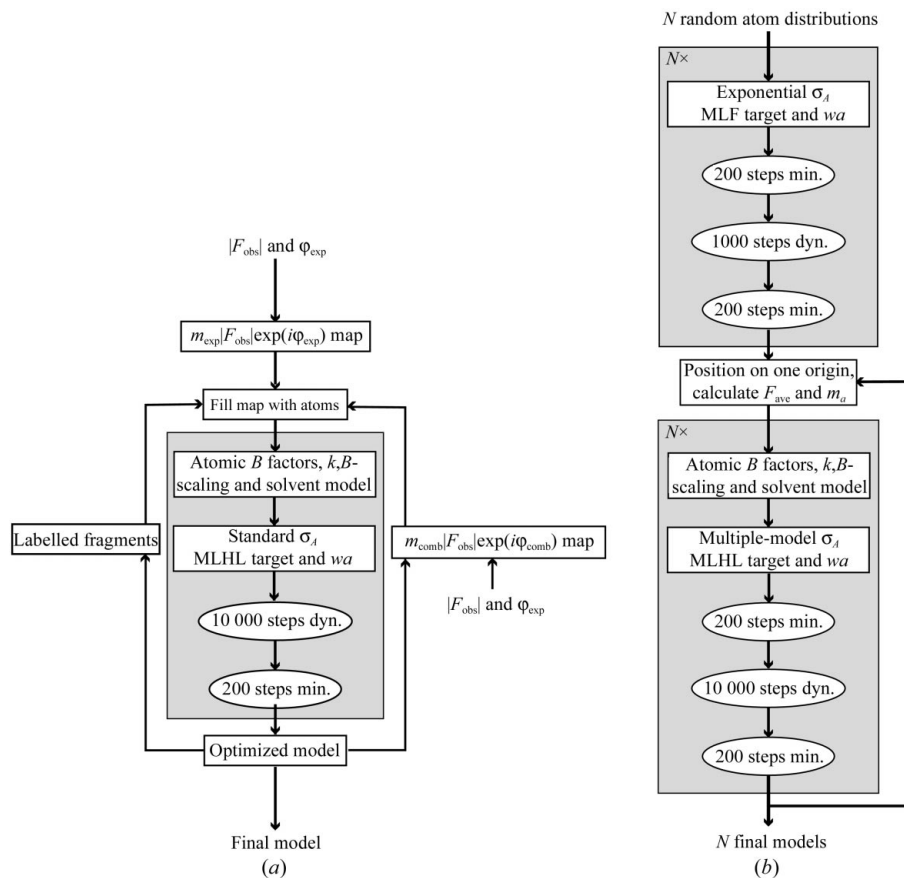 |F_obs| and φ_exp
m_exp|F_obs|exp(iφ_exp) map
Fill map with atoms
Atomic B factors, k,B-
scaling and solvent model
Labelled fragments
Standard σ_A
MLHL target and wa
m_comb|F_obs|exp(iφ_comb) map
|F_obs| and φ_exp
10 000 steps dyn.
200 steps min.
Optimized model
Final model
(a)
N random atom distributions
N×
Exponential σ_A
MLF target and wa
200 steps min.
1000 steps dyn.
200 steps min.
Position on one origin,
calculate F_ave and m_a
N×
Atomic B factors, k,B-
scaling and solvent model
Multiple-model σ_A
MLHL target and wa
200 steps min.
10 000 steps dyn.
200 steps min.
N final models
(b)